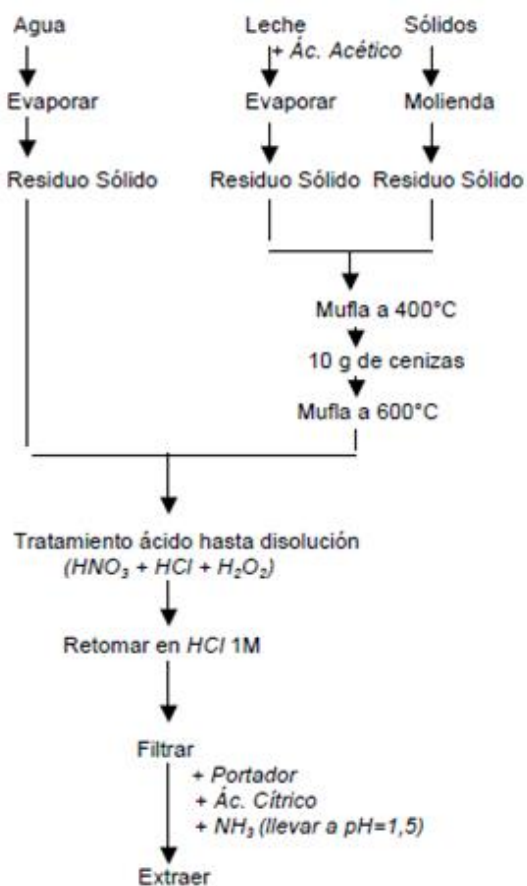 Agua Leche Sólidos
+ Ác. Acético
Evaporar Evaporar Molienda
Residuo Sólido Residuo Sólido Residuo Sólido
Mufla a 400°C
10 g de cenizas
Mufla a 600°C
Tratamiento ácido hasta disolución
(HNO₃ + HCl + H₂O₂)
Retomar en HCl 1M
Filtrar
+ Portador
+ Ác. Cítrico
+ NH₃ (llevar a pH=1,5)
Extraer